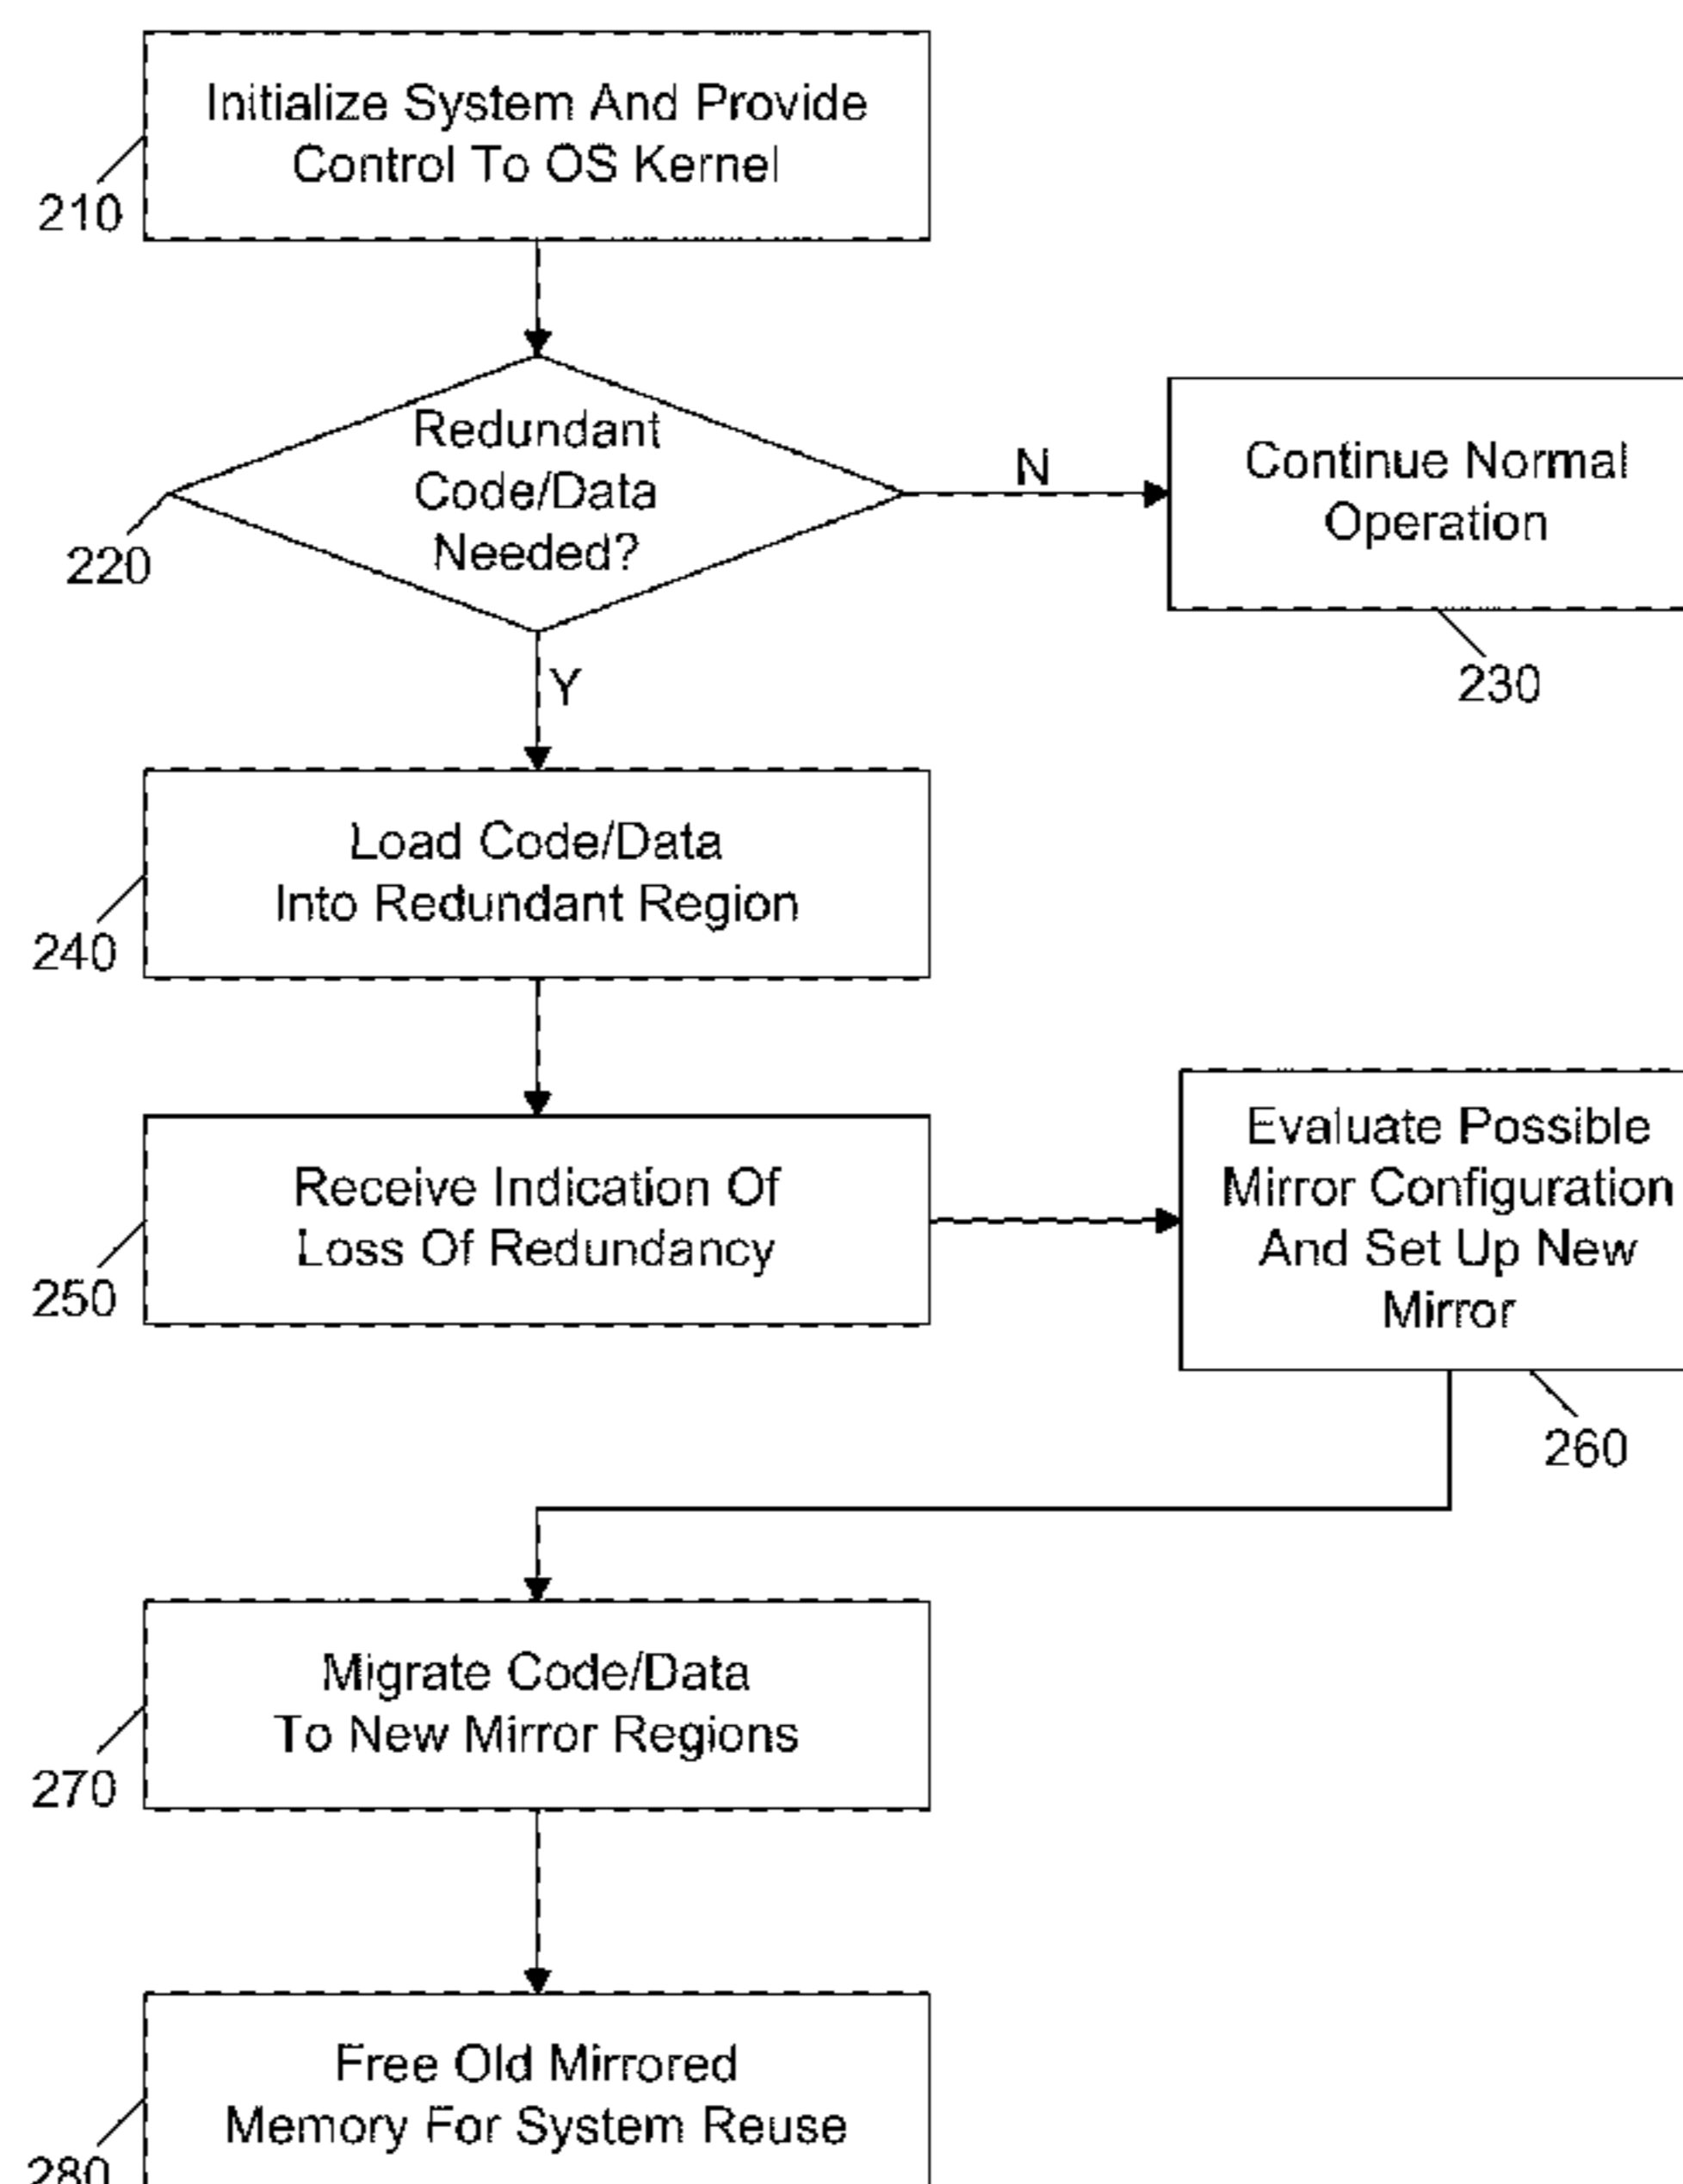 Initialize System And Provide
Control To OS Kernel
210
Redundant
Code/Data
Needed?
220
N
Continue Normal
Operation
230
Y
Load Code/Data
Into Redundant Region
240
Receive Indication Of
Loss Of Redundancy
250
Evaluate Possible
Mirror Configuration
And Set Up New
Mirror
260
Migrate Code/Data
To New Mirror Regions
270
Free Old Mirrored
Memory For System Reuse
280